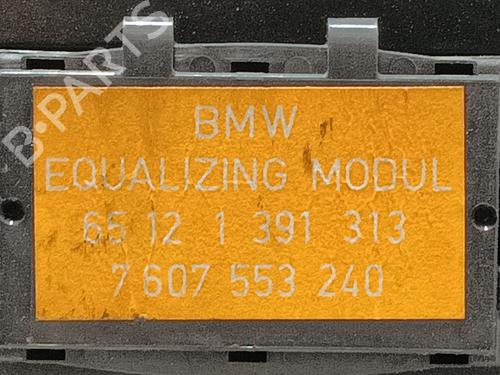 B-PARTS
BMW
EQUALIZING MODUL
65 12 1 391 313
7 607 553 240